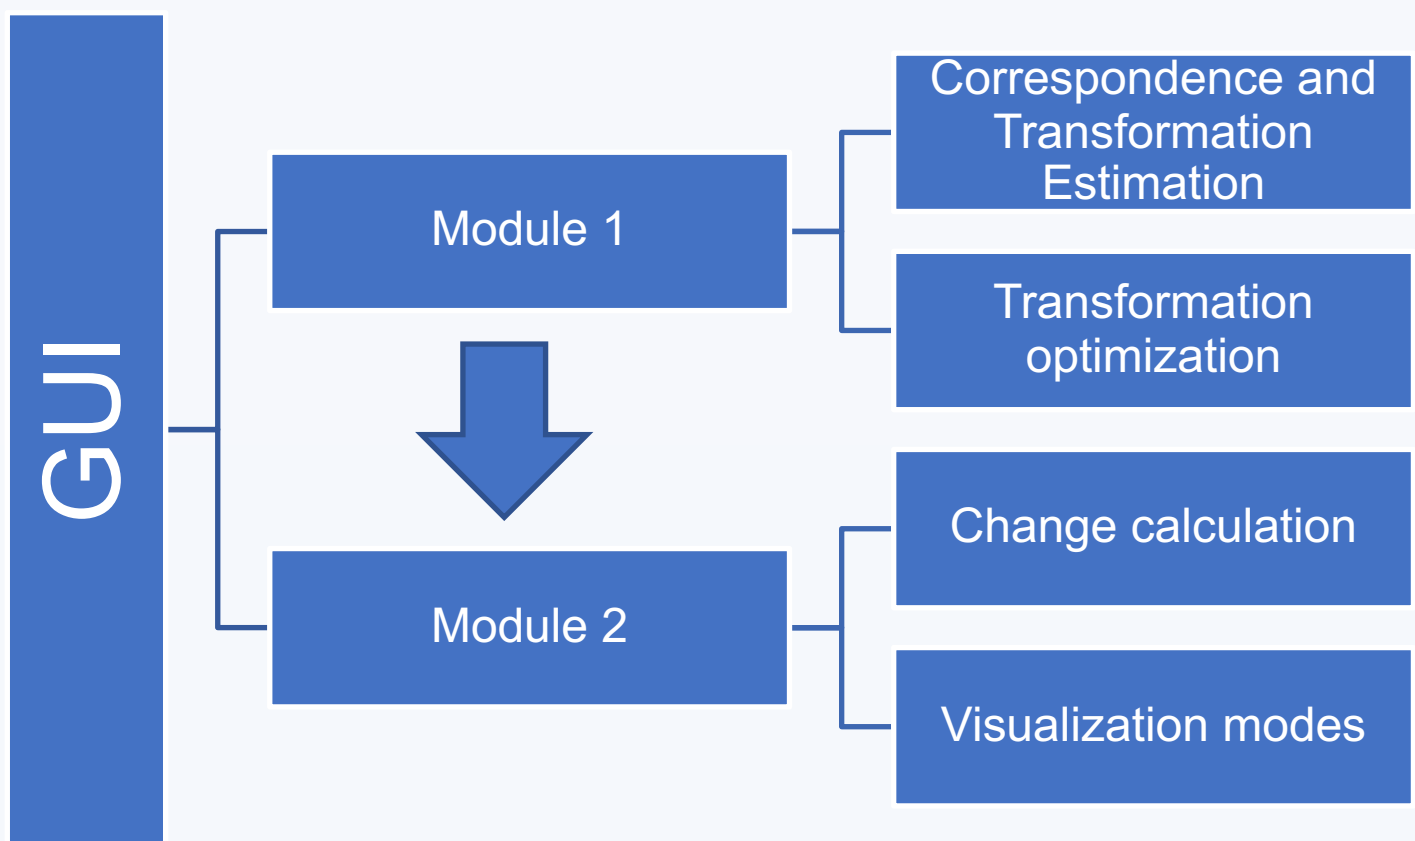 GUI
Module 1
Correspondence and
Transformation
Estimation
Transformation
optimization
Module 2
Change calculation
Visualization modes